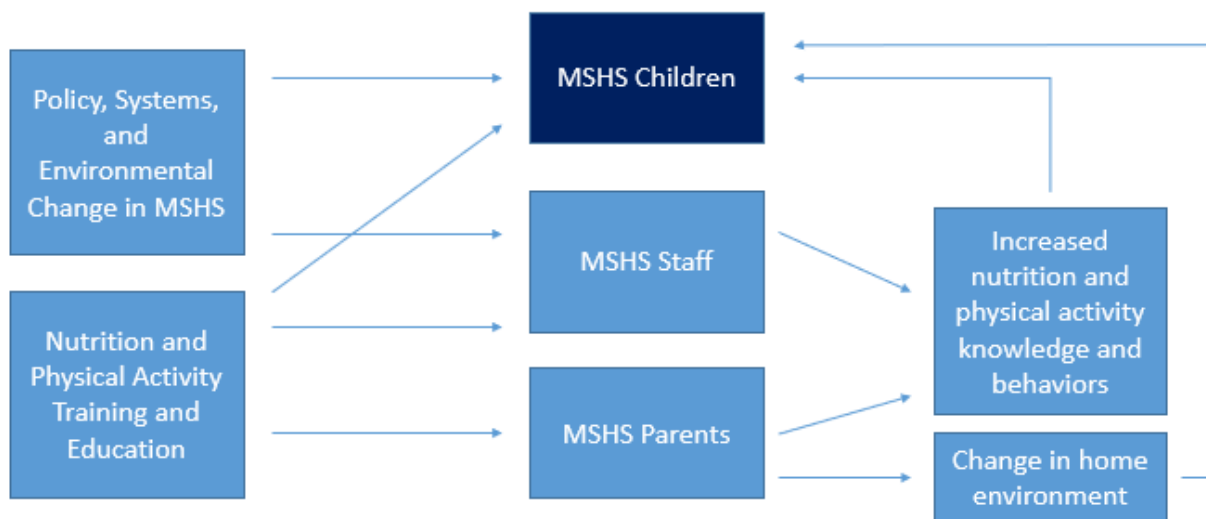 Policy, Systems,
and
Environmental
Change in MSHS
Nutrition and
Physical Activity
Training and
Education
MSHS Children
MSHS Staff
MSHS Parents
Increased
nutrition and
physical activity
knowledge and
behaviors
Change in home
environment